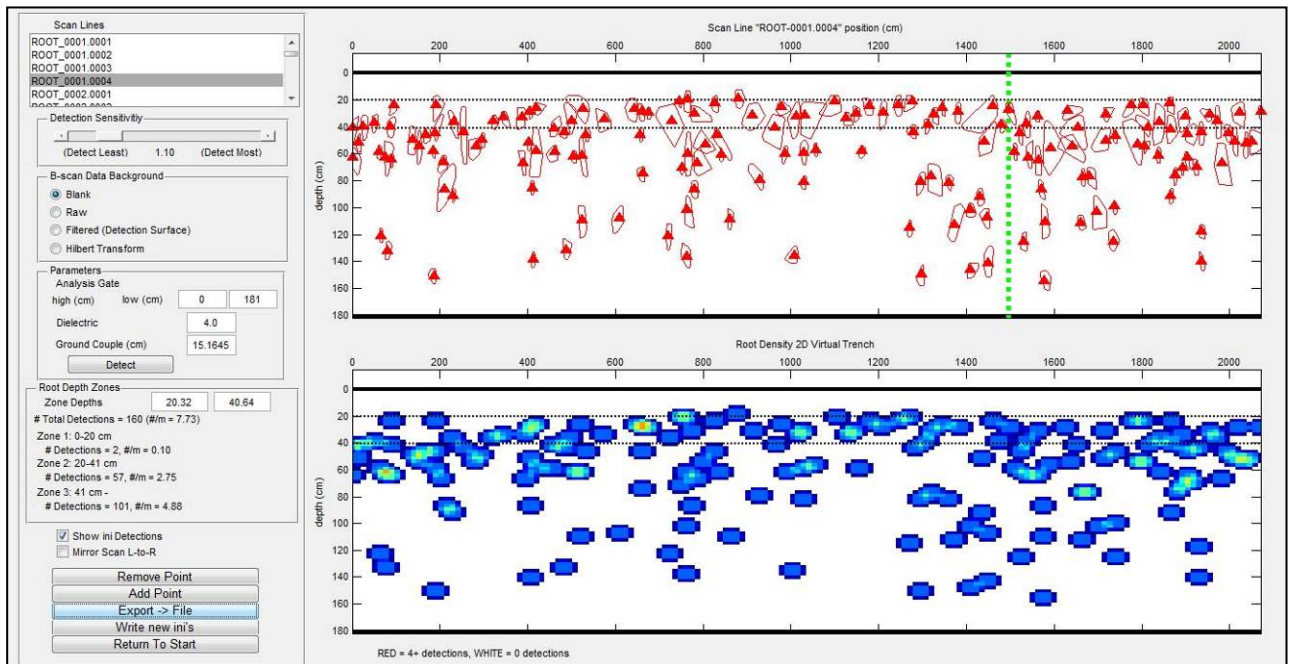 Scan Lines
ROOT_0001.0001
ROOT_0001.0002
ROOT_0001.0003
ROOT_0001.0004
ROOT_0002.0001
Detection Sensitivitiy
(Detect Least) 1.10 (Detect Most)
B-scan Data Background
Blank
Raw
Filtered (Detection Surface)
Hilbert Transform
Parameters
Analysis Gate
high (cm) low (cm) 0 181
Dielectric 4.0
Ground Couple (cm) 15.1645
Detect
Root Depth Zones
Zone Depths 20.32 40.64
# Total Detections = 160 (#/m = 7.73)
Zone 1: 0-20 cm
# Detections = 2, #/m = 0.10
Zone 2: 20-41 cm
# Detections = 57, #/m = 2.75
Zone 3: 41 cm -
# Detections = 101, #/m = 4.88
Show ini Detections
Mirror Scan L-to-R
Remove Point
Add Point
Export -> File
Write new ini's
Return To Start
Scan Line "ROOT-0001.0004" position (cm)
0 200 400 600 800 1000 1200 1400 1600 1800 2000
depth (cm)
0
20
40
60
80
100
120
140
160
180
Root Density 2D Virtual Trench
0 200 400 600 800 1000 1200 1400 1600 1800 2000
depth (cm)
0
20
40
60
80
100
120
140
160
180
RED = 4+ detections, WHITE = 0 detections